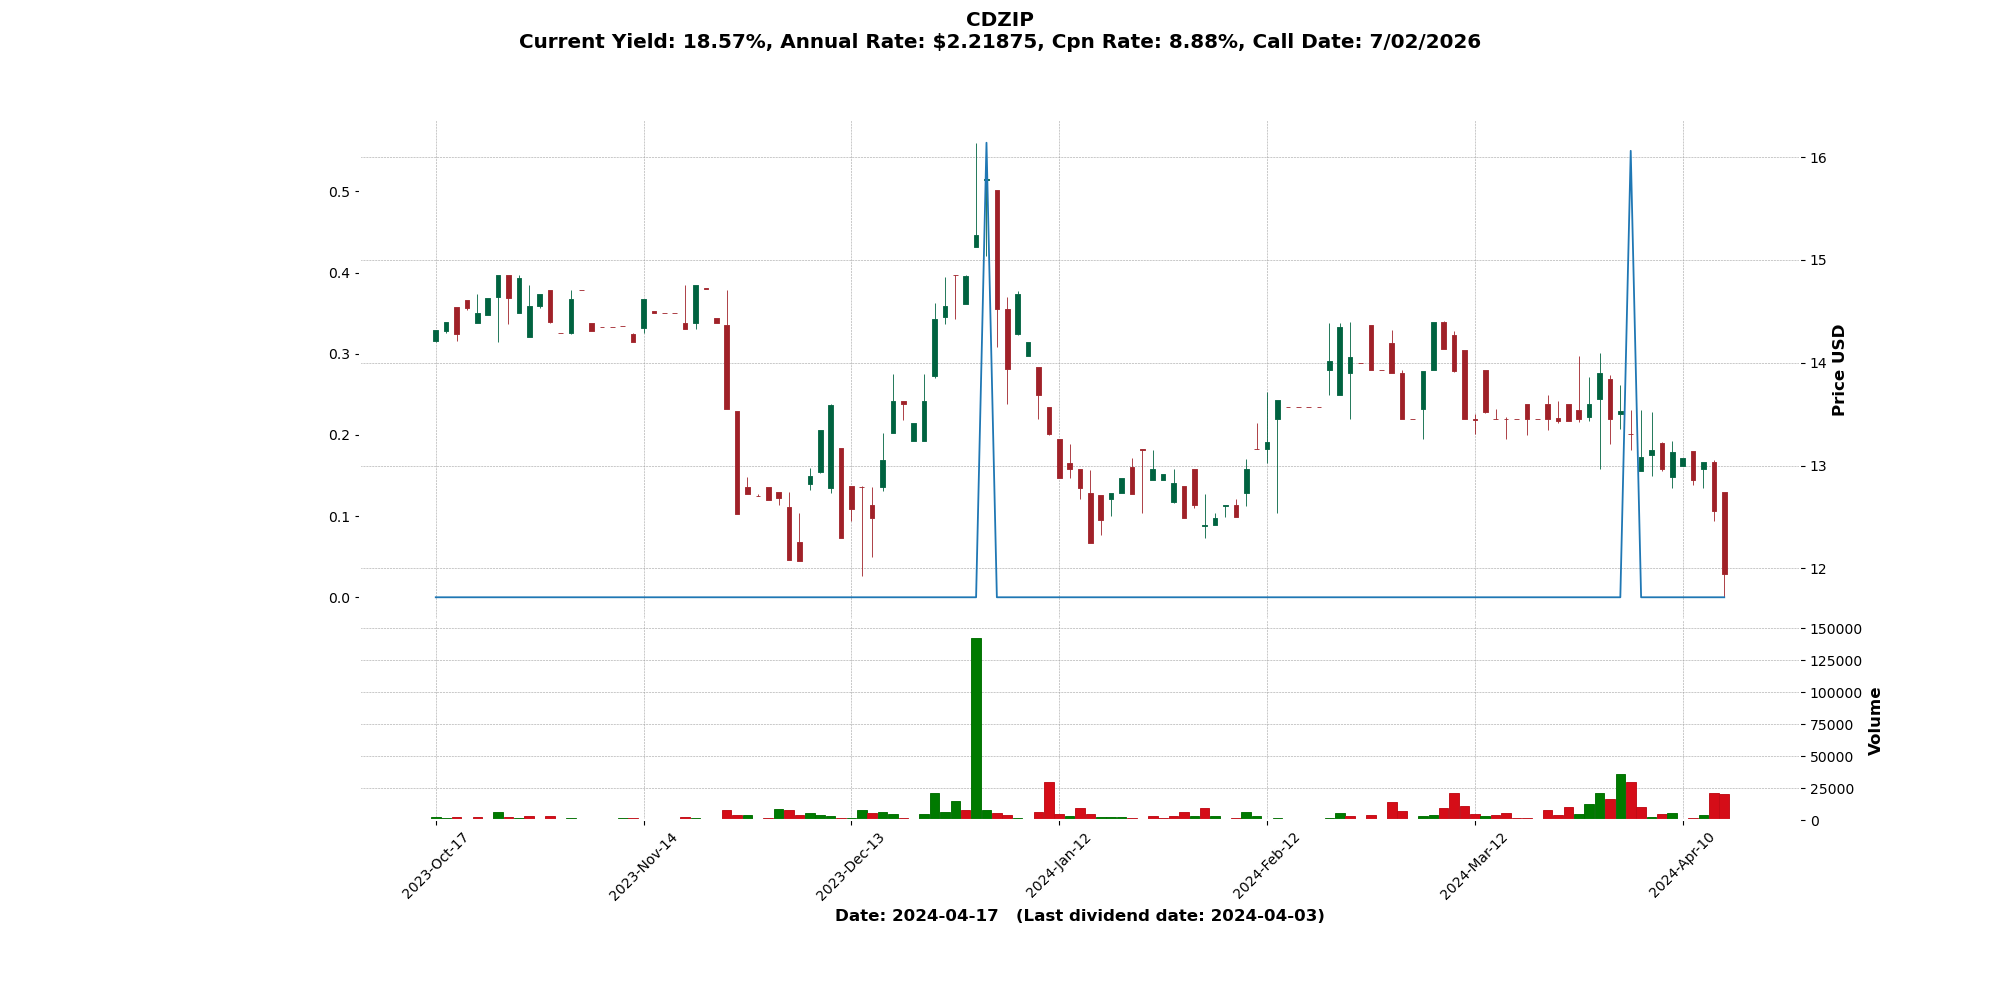 CDZIP
Current Yield: 18.57%, Annual Rate: $2.21875, Cpn Rate: 8.88%, Call Date: 7/02/2026
0.5
0.4
0.3
0.2
0.1
0.0
16
15
14
13
12
Price USD
150000
125000
100000
75000
50000
25000
0
Volume
2023-Oct-17
2023-Nov-14
2023-Dec-13
2024-Jan-12
2024-Feb-12
2024-Mar-12
2024-Apr-10
Date: 2024-04-17 (Last dividend date: 2024-04-03)